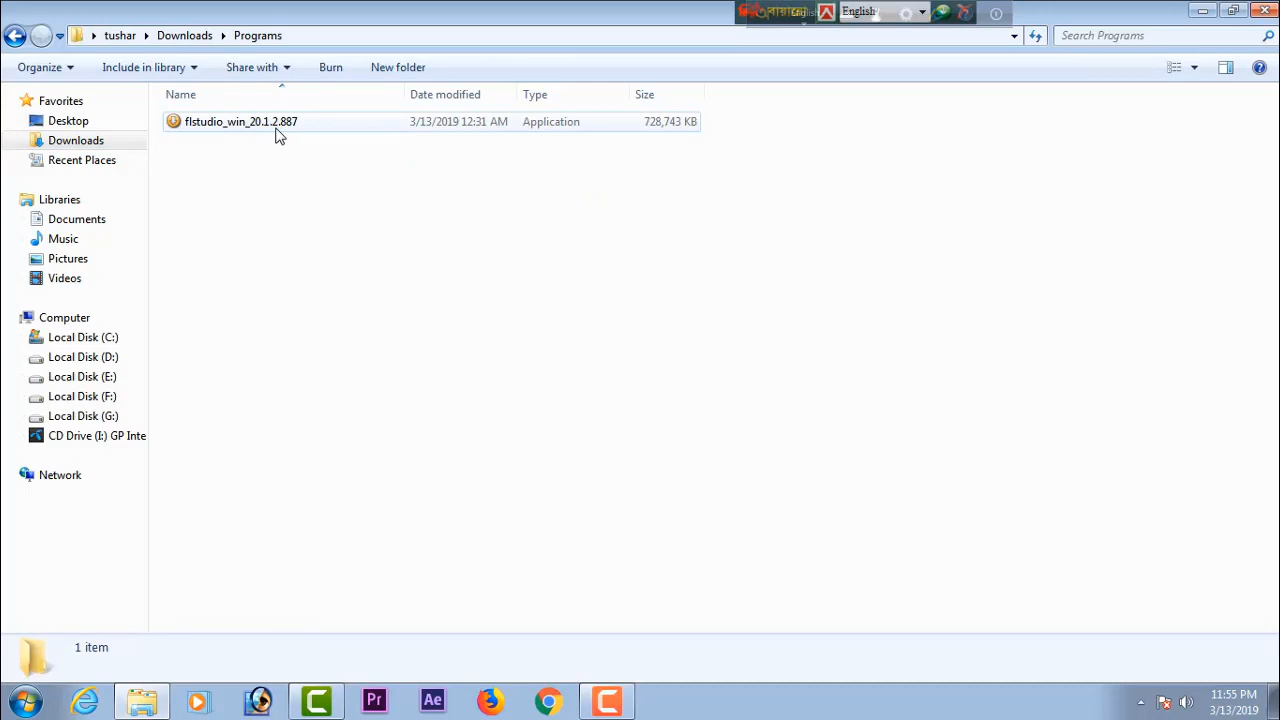 English
tushar Downloads Programs Search Programs
Organize Include in library Share with Burn New folder
Name Date modified Type Size
flstudio_win_20.1.2.887 3/13/2019 12:31 AM Application 728,743 KB
Favorites
Desktop
Downloads
Recent Places
Libraries
Documents
Music
Pictures
Videos
Computer
Local Disk (C:)
Local Disk (D:)
Local Disk (E:)
Local Disk (F:)
Local Disk (G:)
CD Drive (I:) GP Inte
Network
1 item
Pr Ae
11:55 PM
3/13/2019